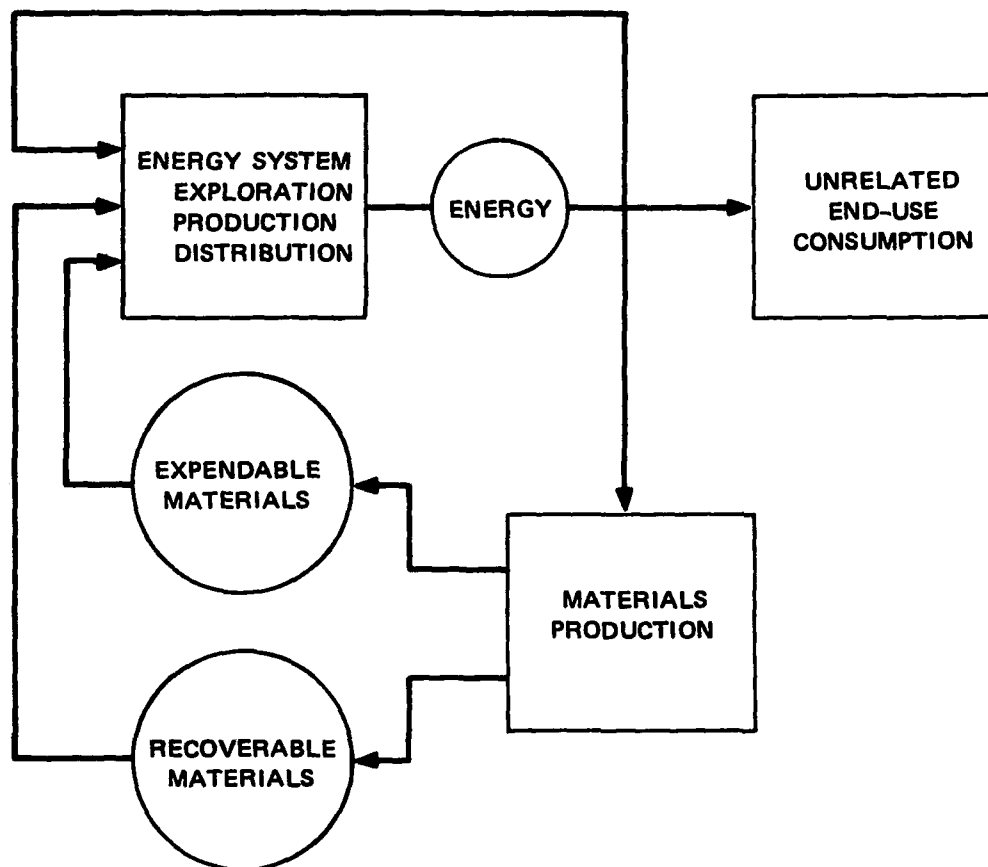 ENERGY SYSTEM
EXPLORATION
PRODUCTION
DISTRIBUTION
ENERGY
UNRELATED
END-USE
CONSUMPTION
EXPENDABLE
MATERIALS
MATERIALS
PRODUCTION
RECOVERABLE
MATERIALS